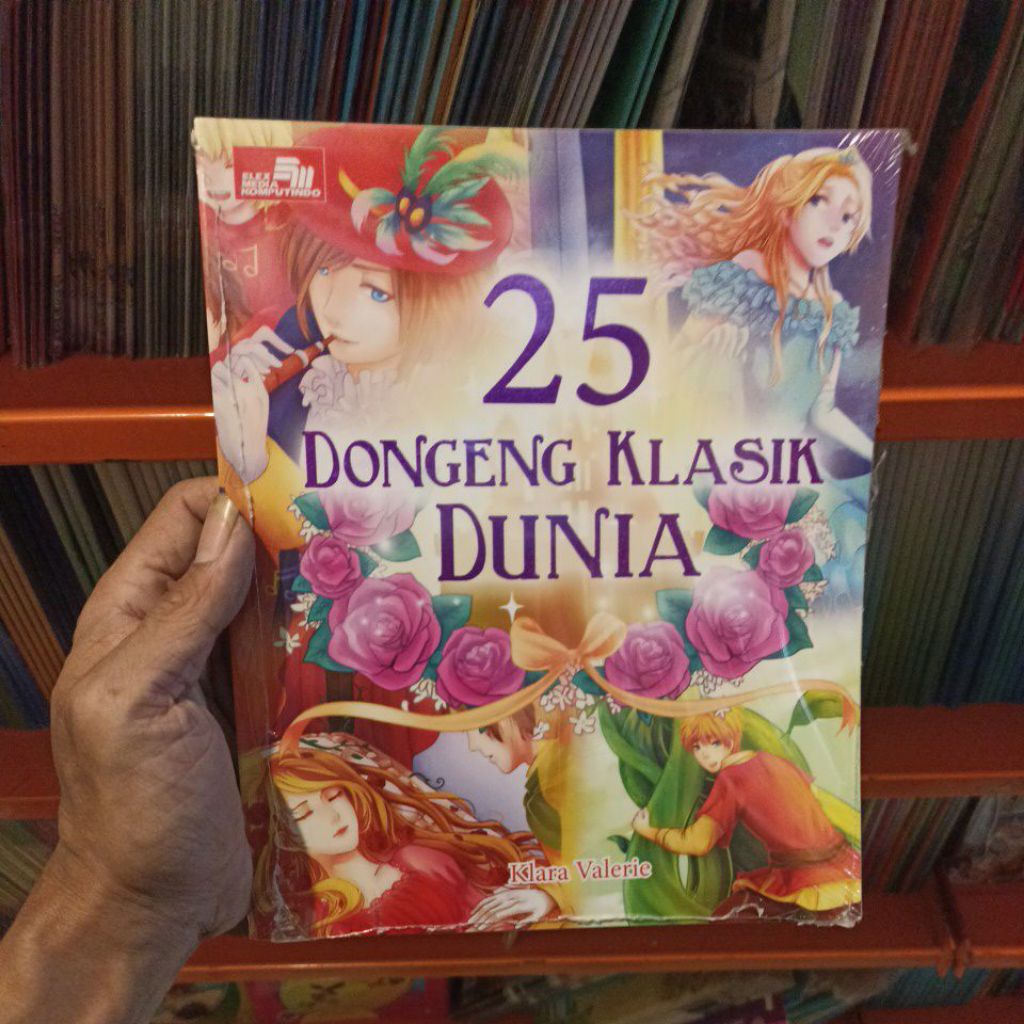 ELEX
MEDIA
KOMPUTINDO
25
DONGENG KLASIK
DUNIA
Klara Valerie